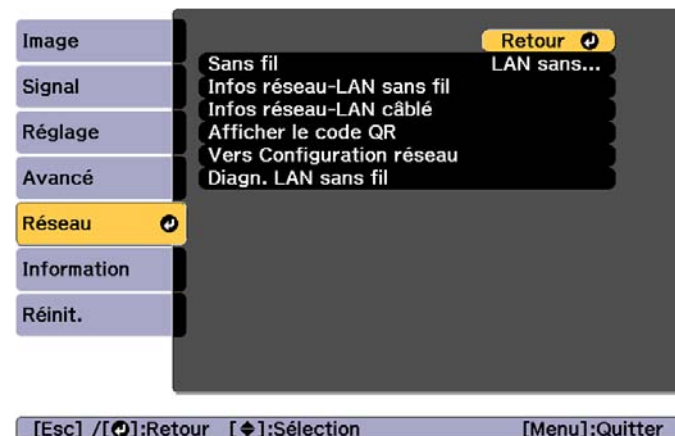 Image
Signal
Réglage
Avancé
Réseau
Information
Réinit.
Retour
Sans fil LAN sans...
Infos réseau-LAN sans fil
Infos réseau-LAN câblé
Afficher le code QR
Vers Configuration réseau
Diagn. LAN sans fil
[Esc] /[⏎]:Retour [◆]:Sélection [Menu]:Quitter